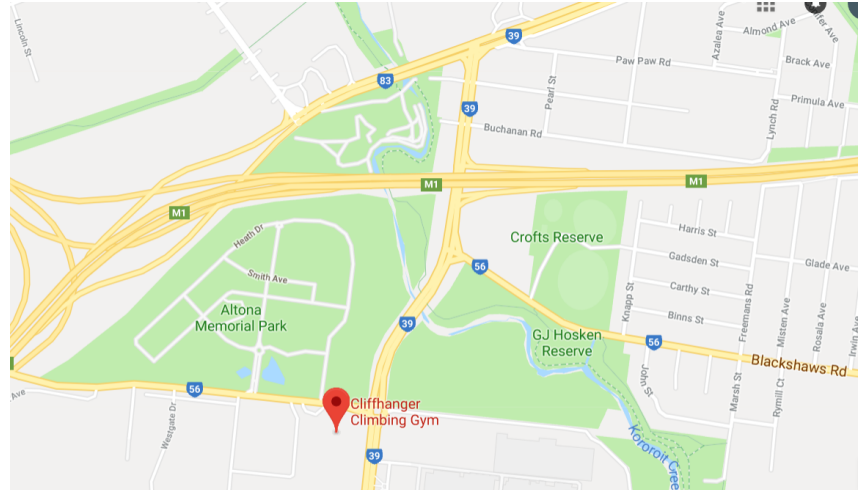 Lincoln St
39
Azalea Ave
Almond Ave
ifer Ave
Paw Paw Rd
Brack Ave
83
Pearl St
Primula Ave
39
Lynch Rd
Buchanan Rd
M1
M1
M1
Heath Dr
Crofts Reserve
Harris St
Smith Ave
56
Gadsden St
Glade Ave
Knapp St
Carthy St
Freemans Rd
Misten Ave
Rosala Ave
Irwin Ave
Altona
Memorial Park
39
Binns St
GJ Hosken
Reserve
56
Blackshaws Rd
John St
Marsh St
Rymill Ct
56
Ave
Westgate Dr
Cliffhanger
Climbing Gym
Kororoit Cree
39